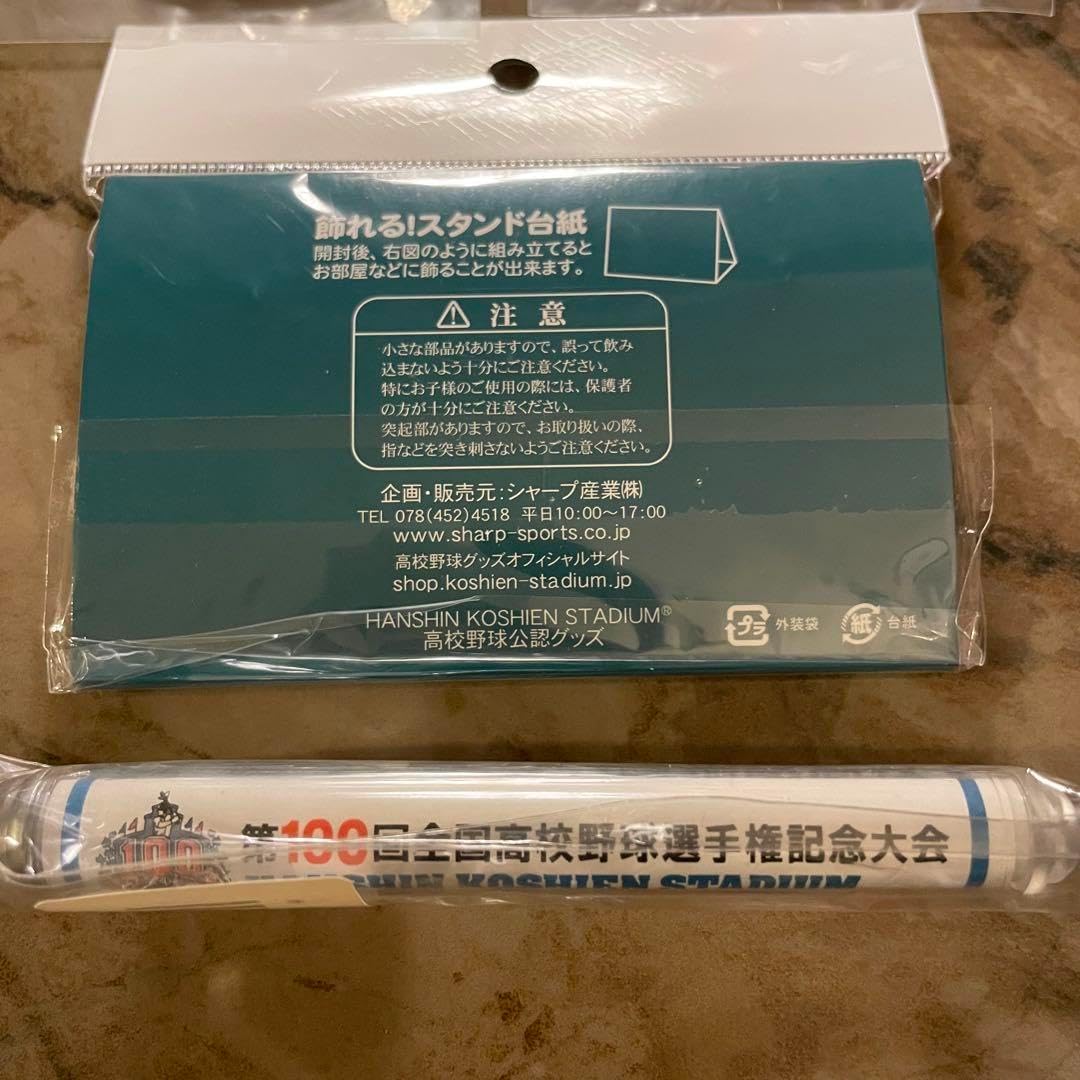 飾れる!スタンド台紙
開封後、右図のように組み立てると
お部屋などに飾ることが出来ます。
注意
小さな部品がありますので、誤って飲み
込まないよう十分にご注意ください。
特にお子様のご使用の際には、保護者
の方が十分にご注意ください。
突起部がありますので、お取り扱いの際、
指などを突き刺さないようご注意ください。
企画・販売元:シャープ産業㈱
TEL 078(452)4518 平日10:00〜17:00
www.sharp-sports.co.jp
高校野球グッズオフィシャルサイト
shop.koshien-stadium.jp
HANSHIN KOSHIEN STADIUM®
高校野球公認グッズ
プラ 外装袋
紙 台紙
100
第100回全国高校野球選手権記念大会
HANSHIN KOSHIEN STADIUM